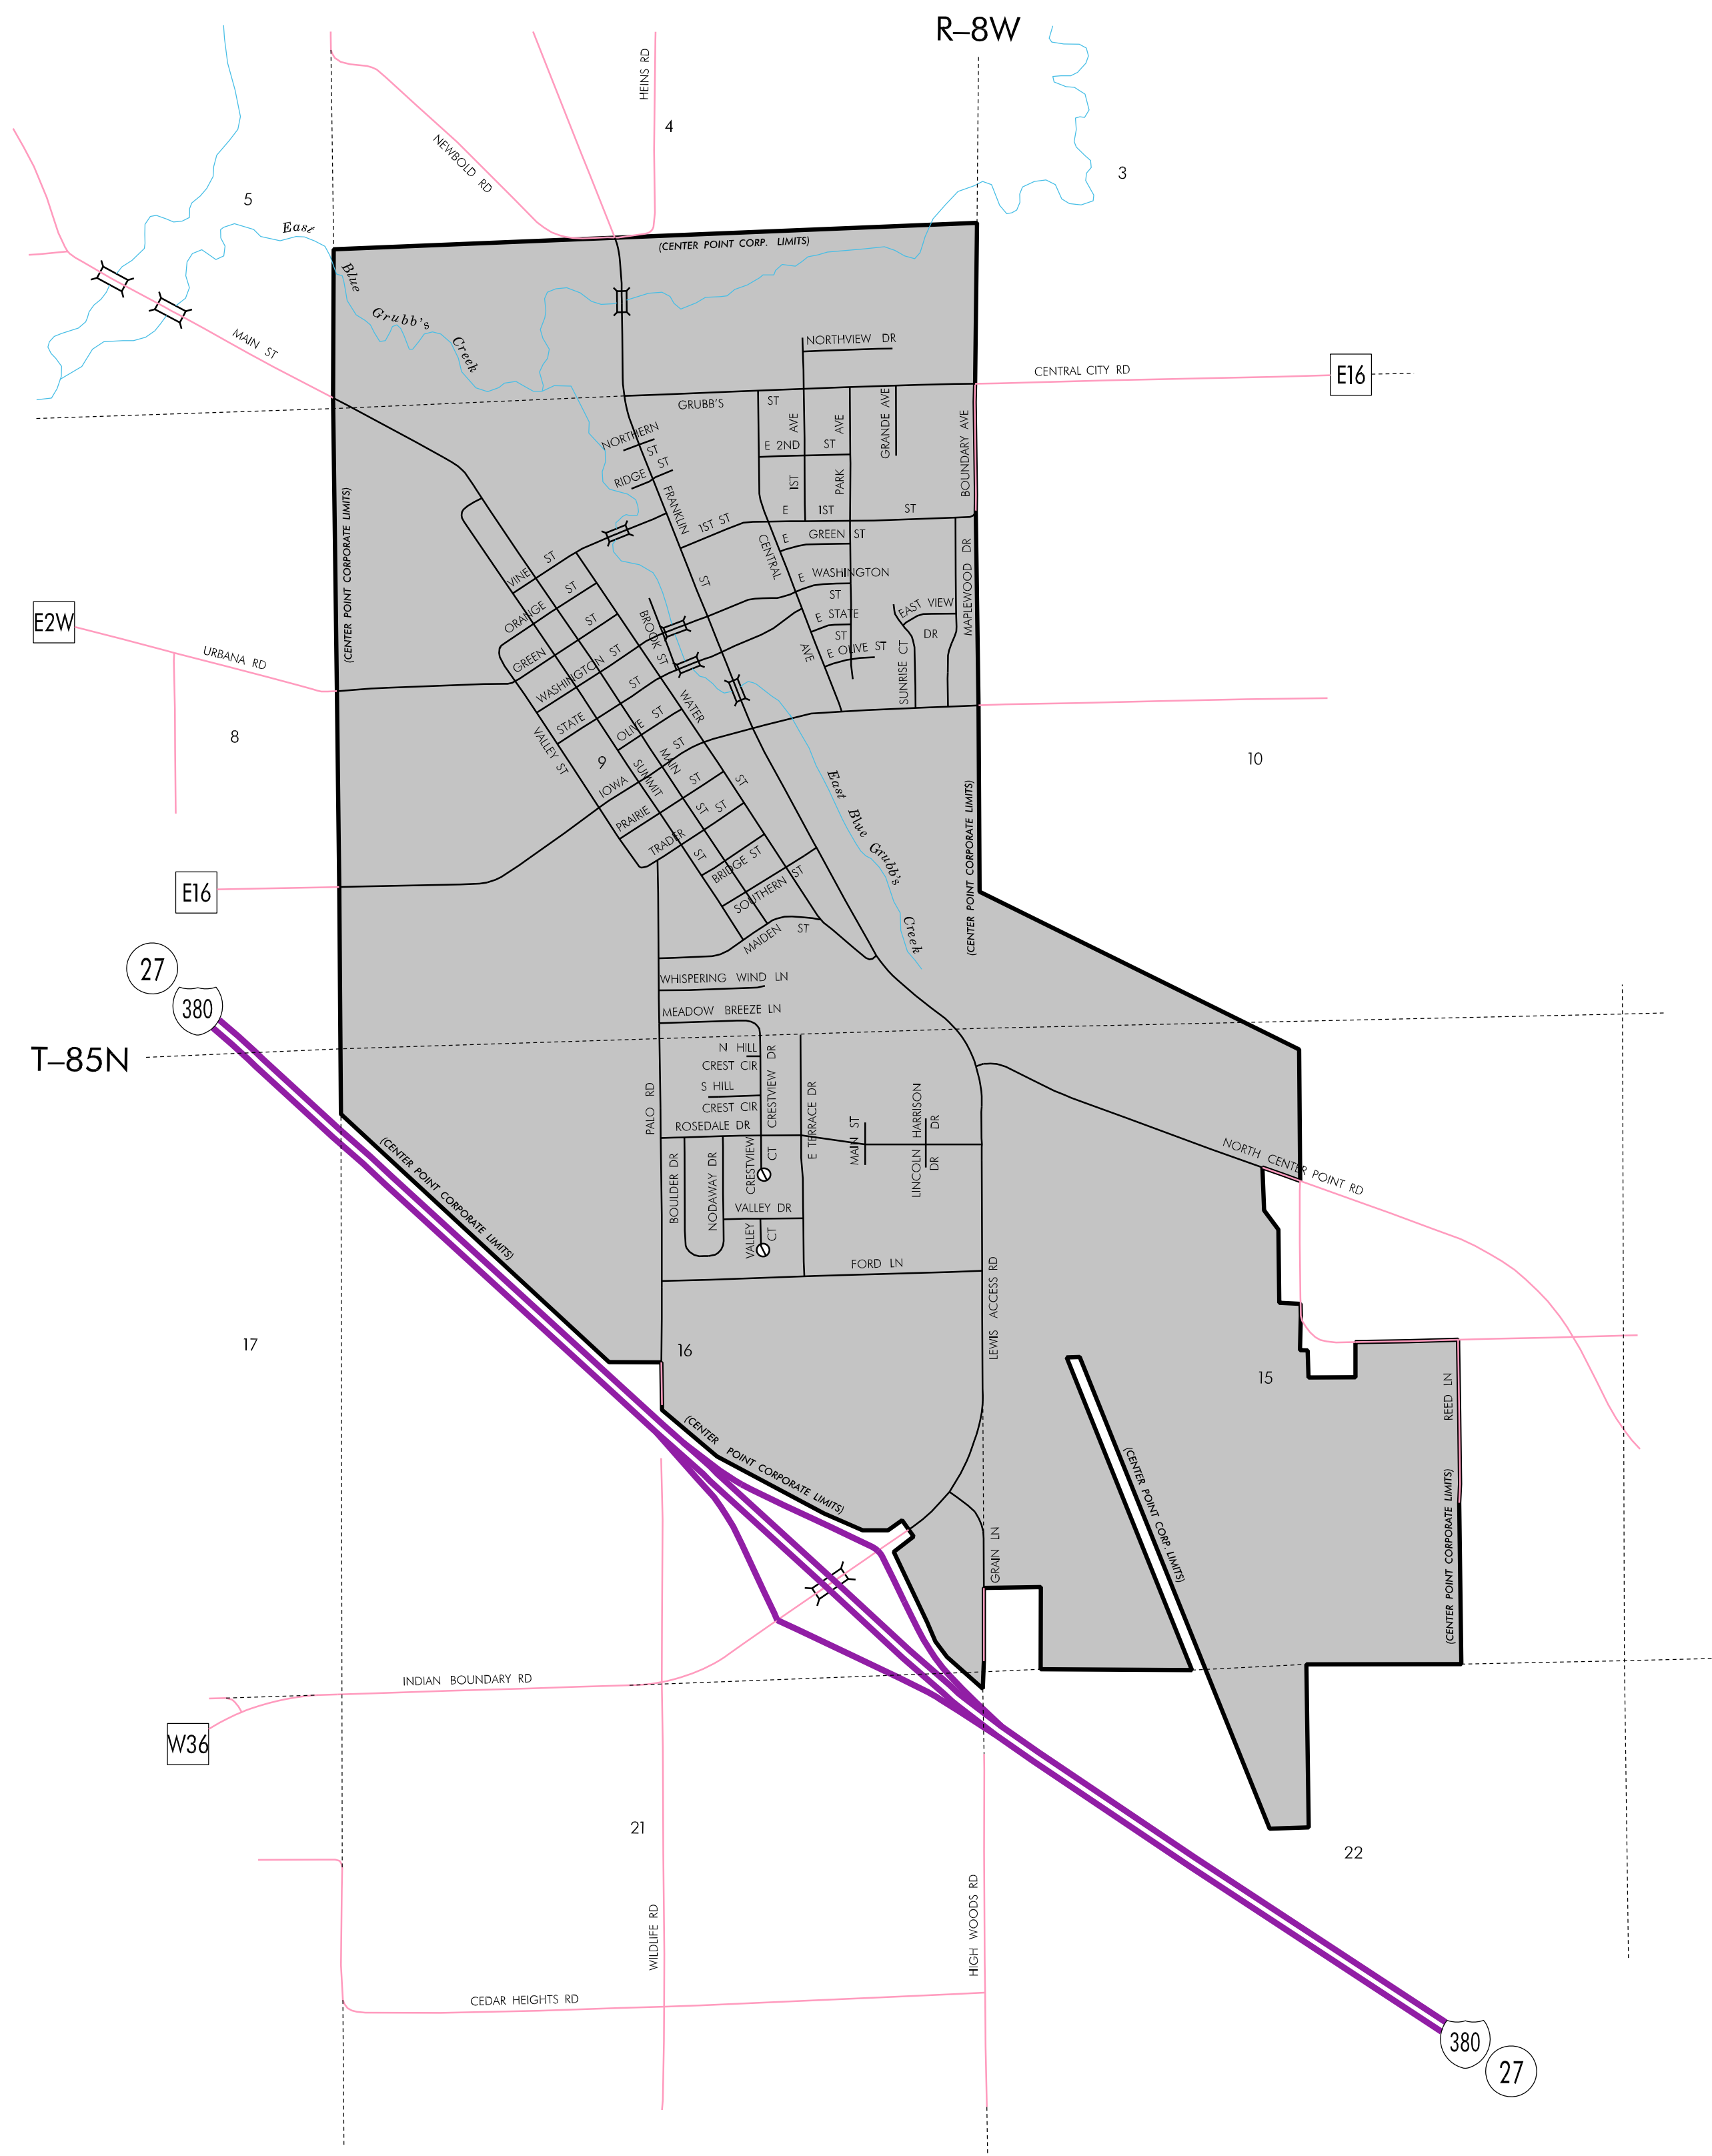 R–8W
HEINS RD
4
NEWBOLD RD
3
5
East
(CENTER POINT CORP. LIMITS)
Blue
Grubb's
Creek
MAIN ST
NORTHVIEW DR
CENTRAL CITY RD
E16
GRUBB'S ST
AVE
AVE
GRANDE AVE
BOUNDARY AVE
NORTHERN ST
E 2ND ST
RIDGE ST
1ST
PARK
FRANKLIN ST
(CENTER POINT CORPORATE LIMITS)
1ST ST
E 1ST ST
VINE ST
CENTRAL AVE
E GREEN ST
MAPLEWOOD DR
ORANGE ST
E WASHINGTON ST
E2W
BROOK ST
E STATE ST
EAST VIEW DR
GREEN ST
E OLIVE ST
SUNRISE CT
URBANA RD
WASHINGTON ST
STATE ST
WATER ST
OLIVE ST
VALLEY ST
8
9
SUMMIT ST
MAIN ST
10
IOWA ST
PRAIRIE ST
TRADER ST
East Blue Grubb's Creek
(CENTER POINT CORPORATE LIMITS)
E16
BRIDGE ST
SOUTHERN ST
MAIDEN ST
27
380
WHISPERING WIND LN
MEADOW BREEZE LN
T–85N
N HILL
CREST CIR
S HILL
CREST CIR
CRESTVIEW DR
PALO RD
ROSEDALE DR
E TERRACE DR
MAIN ST
HARRISON DR
LINCOLN DR
NORTH CENTER POINT RD
(CENTER POINT CORPORATE LIMITS)
BOULDER DR
NODAWAY DR
CRESTVIEW CT
VALLEY DR
VALLEY CT
FORD LN
LEWIS ACCESS RD
17
16
15
REED LN
(CENTER POINT CORPORATE LIMITS)
(CENTER POINT CORP. LIMITS)
(CENTER POINT CORPORATE LIMITS)
GRAIN LN
INDIAN BOUNDARY RD
W36
21
22
WILDLIFE RD
HIGH WOODS RD
CEDAR HEIGHTS RD
380
27